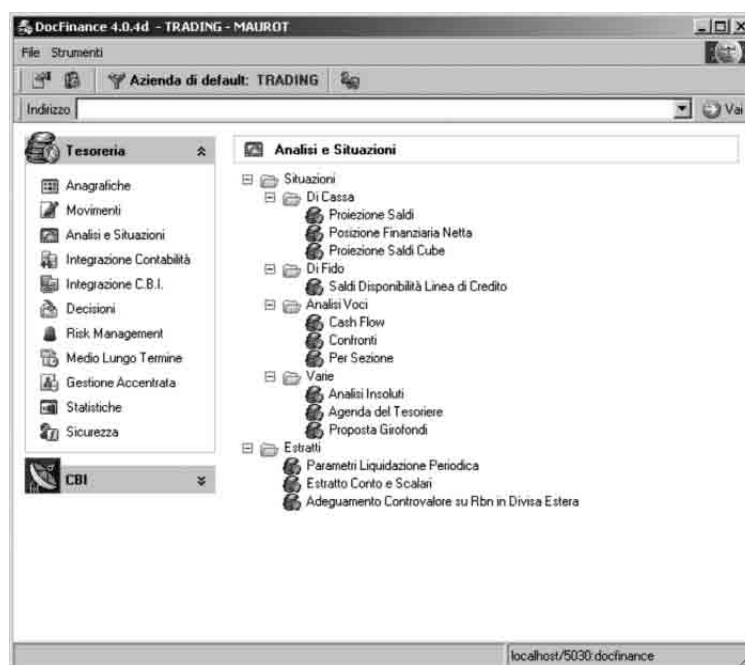 DocFinance 4.0.4d - TRADING - MAUROT
File Strumenti
Azienda di default: TRADING
Indirizzo
Vai
Tesoreria
Anagrafiche
Movimenti
Analisi e Situazioni
Integrazione Contabilità
Integrazione C.B.I.
Decisioni
Risk Management
Medio Lungo Termine
Gestione Accentrata
Statistiche
Sicurezza
CBI
Analisi e Situazioni
Situazioni
Di Cassa
Proiezione Saldi
Posizione Finanziaria Netta
Proiezione Saldi Cube
Di Fido
Saldi Disponibilità Linea di Credito
Analisi Voci
Cash Flow
Confronti
Per Sezione
Varie
Analisi Insoluti
Agenda del Tesoriere
Proposta Girofondi
Estratti
Parametri Liquidazione Periodica
Estratto Conto e Scalari
Adeguamento Controvalore su Rbn in Divisa Estera
localhost/5030:docfinance